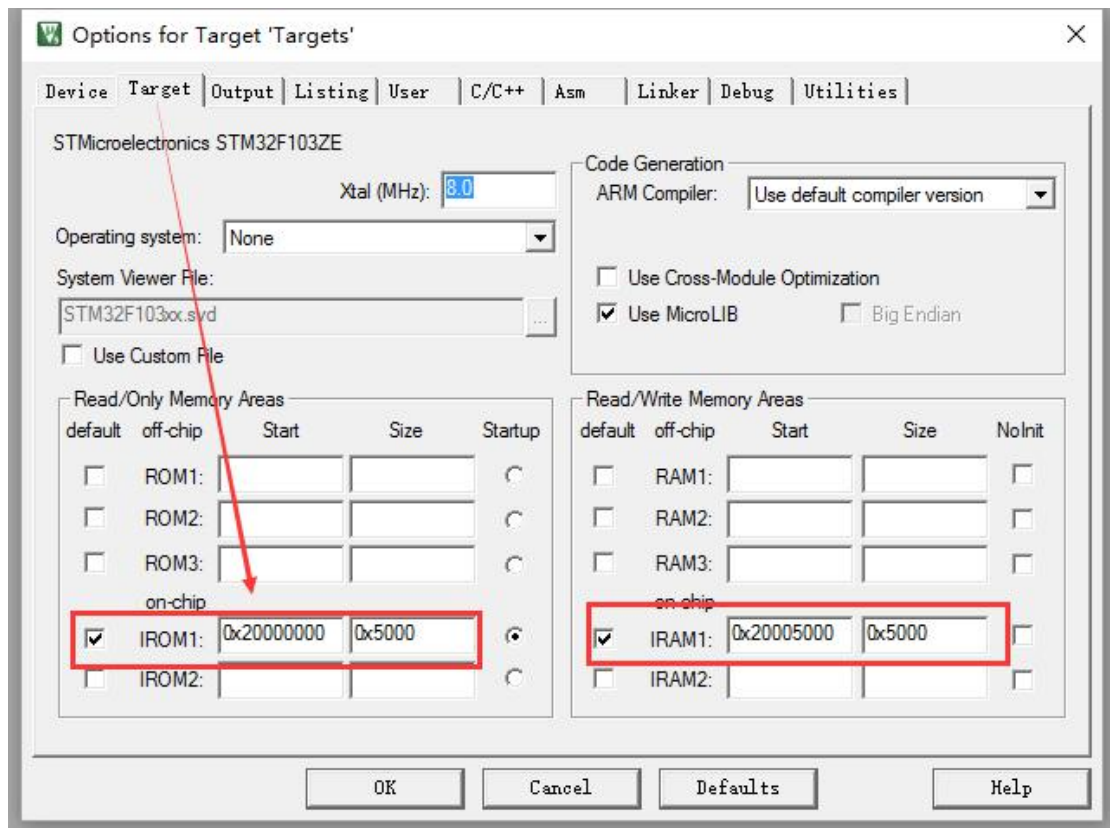 Options for Target 'Targets'
Device Target Output Listing User C/C++ Asm Linker Debug Utilities
STMicroelectronics STM32F103ZE
Xtal (MHz): 8.0
Operating system: None
System Viewer File:
STM32F103xx.svd
...
Use Custom File
Code Generation
ARM Compiler: Use default compiler version
Use Cross-Module Optimization
Use MicroLIB Big Endian
Read/Only Memory Areas
default off-chip Start Size Startup
ROM1:
ROM2:
ROM3:
on-chip
IROM1: 0x20000000 0x5000
IROM2:
Read/Write Memory Areas
default off-chip Start Size NoInit
RAM1:
RAM2:
RAM3:
on-chip
IRAM1: 0x20005000 0x5000
IRAM2:
OK Cancel Defaults Help